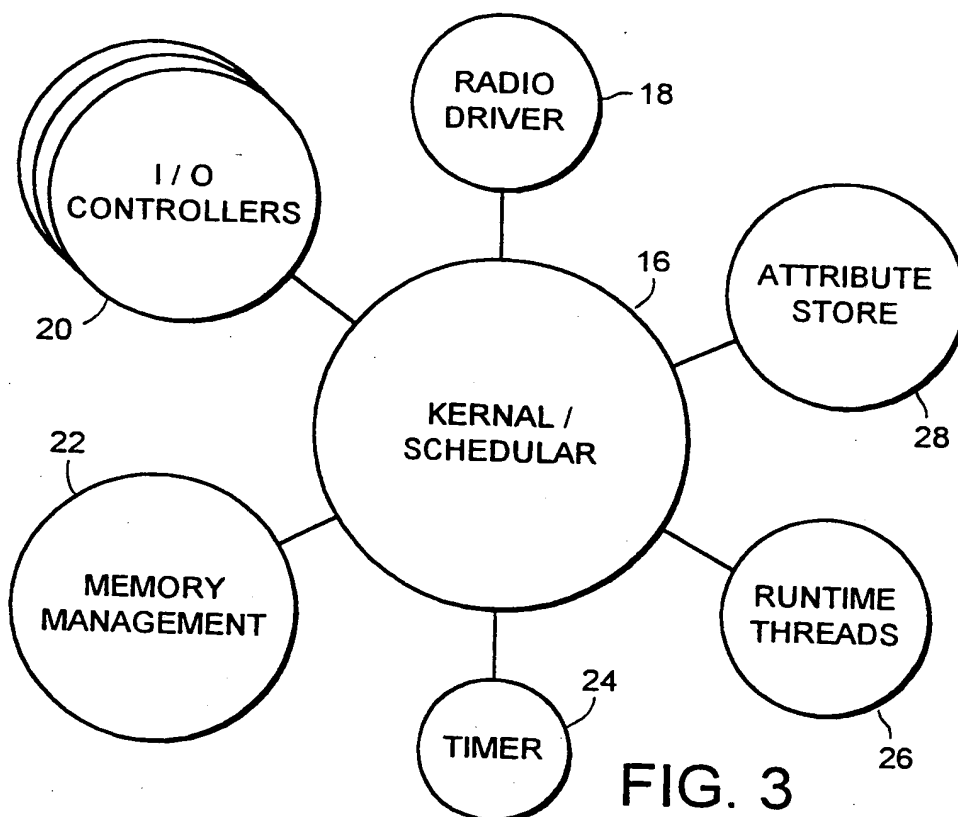 RADIO
DRIVER
18
I / O
CONTROLLERS
20
16
ATTRIBUTE
STORE
28
KERNAL /
SCHEDULAR
22
MEMORY
MANAGEMENT
RUNTIME
THREADS
26
24
TIMER
FIG. 3